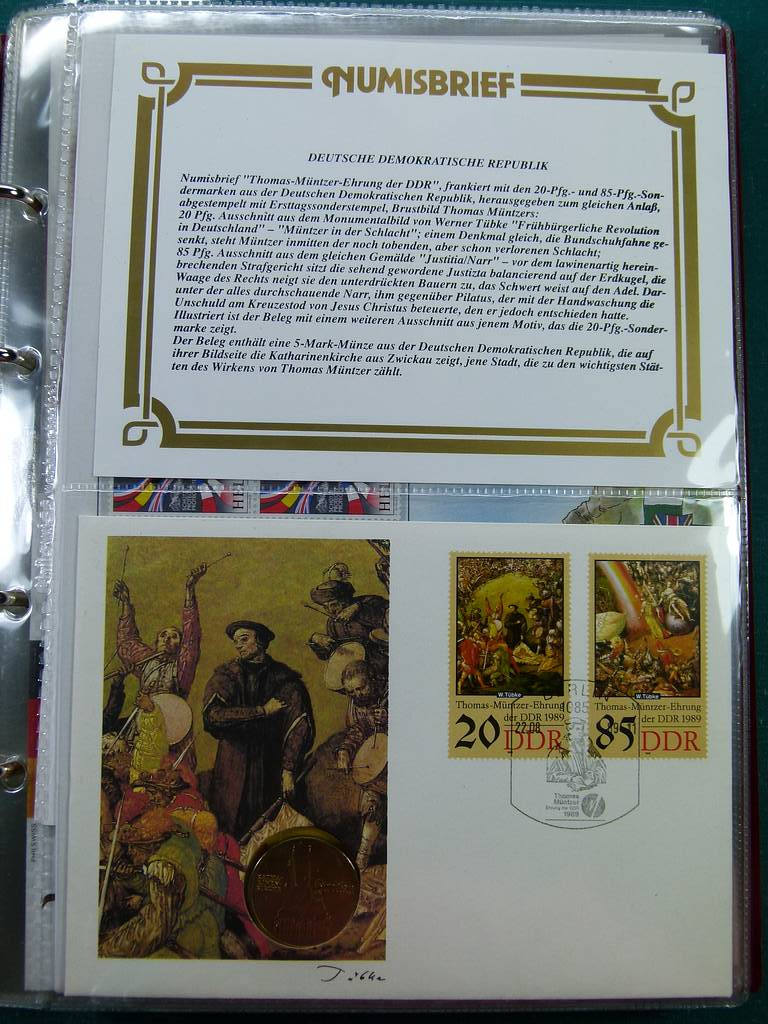 NUMISBRIEF
DEUTSCHE DEMOKRATISCHE REPUBLIK
Numisbrief "Thomas-Müntzer-Ehrung der DDR", frankiert mit den 20-Pfg.- und 85-Pfg.-Son-
dermarken aus der Deutschen Demokratischen Republik, herausgegeben zum gleichen Anlaß,
abgestempelt mit Ersttagssonderstempel, Brustbild Thomas Müntzers:
20 Pfg. Ausschnitt aus dem Monumentalbild von Werner Tübke "Frühbürgerliche Revolution
in Deutschland" – "Müntzer in der Schlacht"; einem Denkmal gleich, die Bundschuhfahne ge-
senkt, steht Müntzer inmitten der noch tobenden, aber schon verlorenen Schlacht;
85 Pfg. Ausschnitt aus dem gleichen Gemälde "Justitia/Narr" – vor dem lawinenartig herein-
brechenden Strafgericht sitzt die sehend gewordene Justizta balancierend auf der Erdkugel, die
Waage des Rechts neigt sie den unterdrückten Bauern zu, das Schwert weist auf den Adel. Dar-
unter der alles durchschauende Narr, ihm gegenüber Pilatus, der mit der Handwaschung die
Unschuld am Kreuzestod von Jesus Christus beteuerte, den er jedoch entschieden hatte.
Illustriert ist der Beleg mit einem weiteren Ausschnitt aus jenem Motiv, das die 20-Pfg.-Sonder-
marke zeigt.
Der Beleg enthält eine 5-Mark-Münze aus der Deutschen Demokratischen Republik, die auf
ihrer Bildseite die Katharinenkirche aus Zwickau zeigt, jene Stadt, die zu den wichtigsten Stät-
ten des Wirkens von Thomas Müntzer zählt.
HEL
HEL
W. Tübke
Thomas-Müntzer-Ehrung
der DDR 1989
20 DDR
W. Tübke
Thomas-Müntzer-Ehrung
der DDR 1989
85 DDR
BERLIN
1085
22.08
Thomas
Müntzer
Ehrung der DDR
1989
Tübke